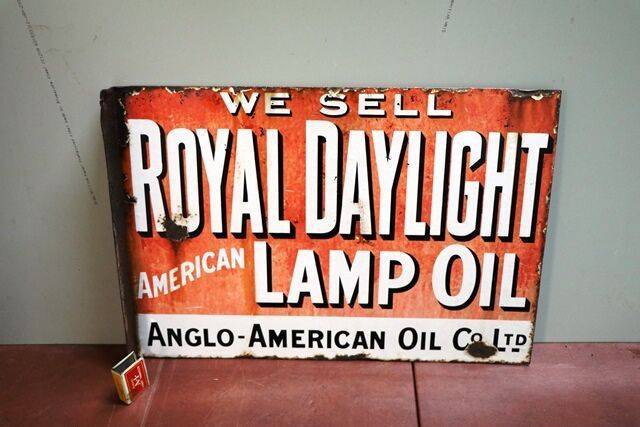 WE SELL
ROYAL DAYLIGHT
AMERICAN LAMP OIL
ANGLO-AMERICAN OIL Co LTD